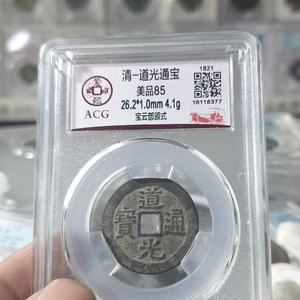 清-道光通宝
美品85
26.2*1.0mm 4.1g
宝云部颁式
1821
16118377
ACG
道
寶 通
光